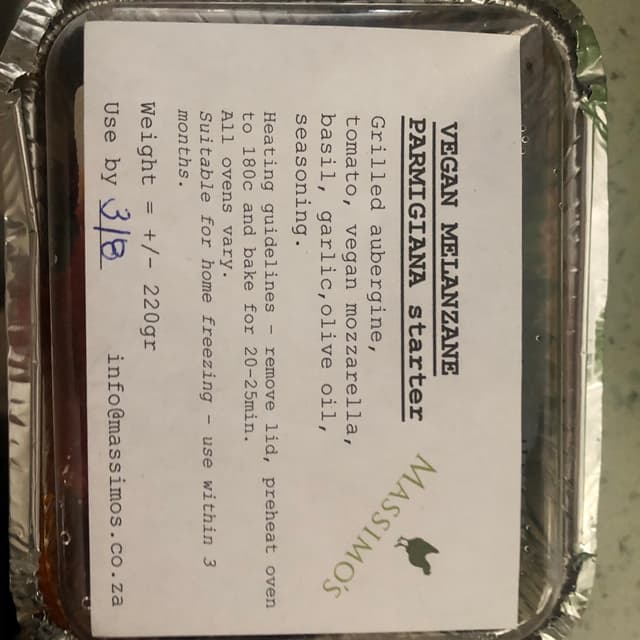 VEGAN MELANZANE
PARMIGIANA starter
Grilled aubergine,
tomato, vegan mozzarella,
basil, garlic,olive oil,
seasoning.
MASSIMO's
Heating guidelines - remove lid, preheat oven
to 180c and bake for 20-25min.
All ovens vary.
Suitable for home freezing - use within 3
months.
Weight = +/- 220gr
Use by 3/8 info@massimos.co.za